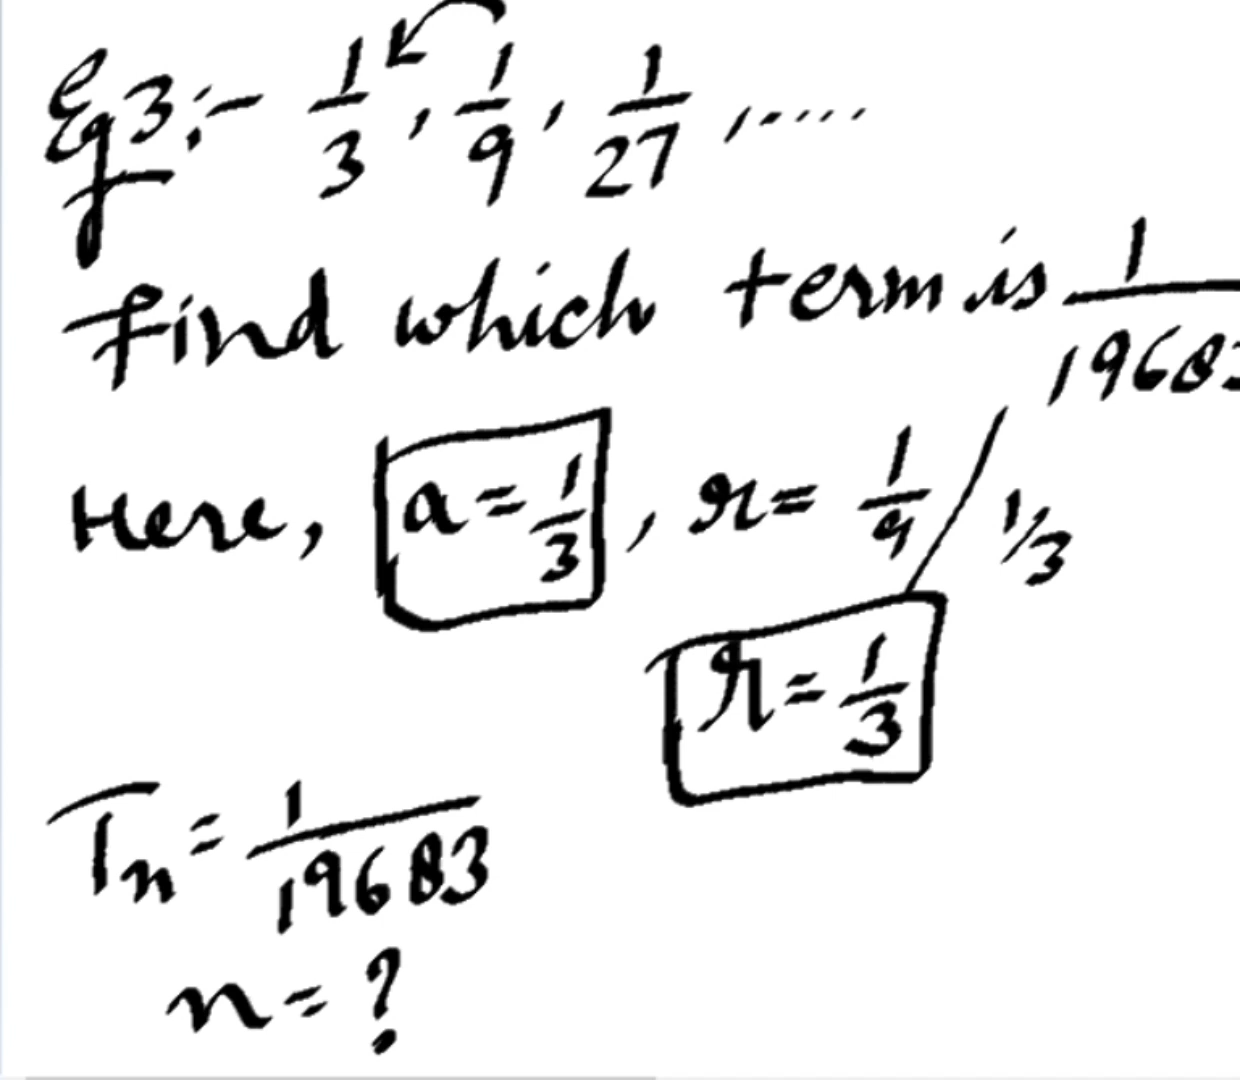 Eg3:- 1/3, 1/9, 1/27, .....
Find which term is 1/19683
Here, a = 1/3, r = 1/9 / 1/3
r = 1/3
Tn = 1/19683
n = ?